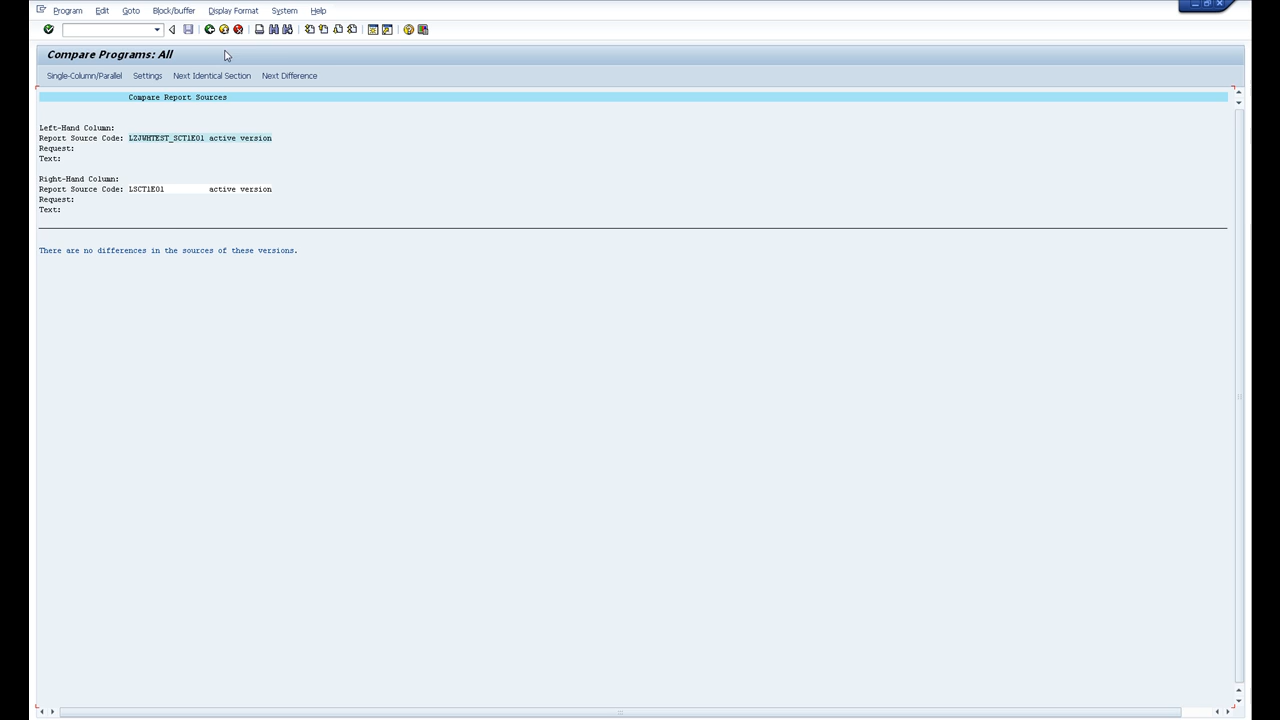 Program Edit Goto Block/buffer Display Format System Help
Compare Programs: All
Single-Column/Parallel Settings Next Identical Section Next Difference
Compare Report Sources
Left-Hand Column:
Report Source Code: LZJWHTEST_SCT1E01 active version
Request:
Text:
Right-Hand Column:
Report Source Code: LSCT1E01 active version
Request:
Text:
There are no differences in the sources of these versions.